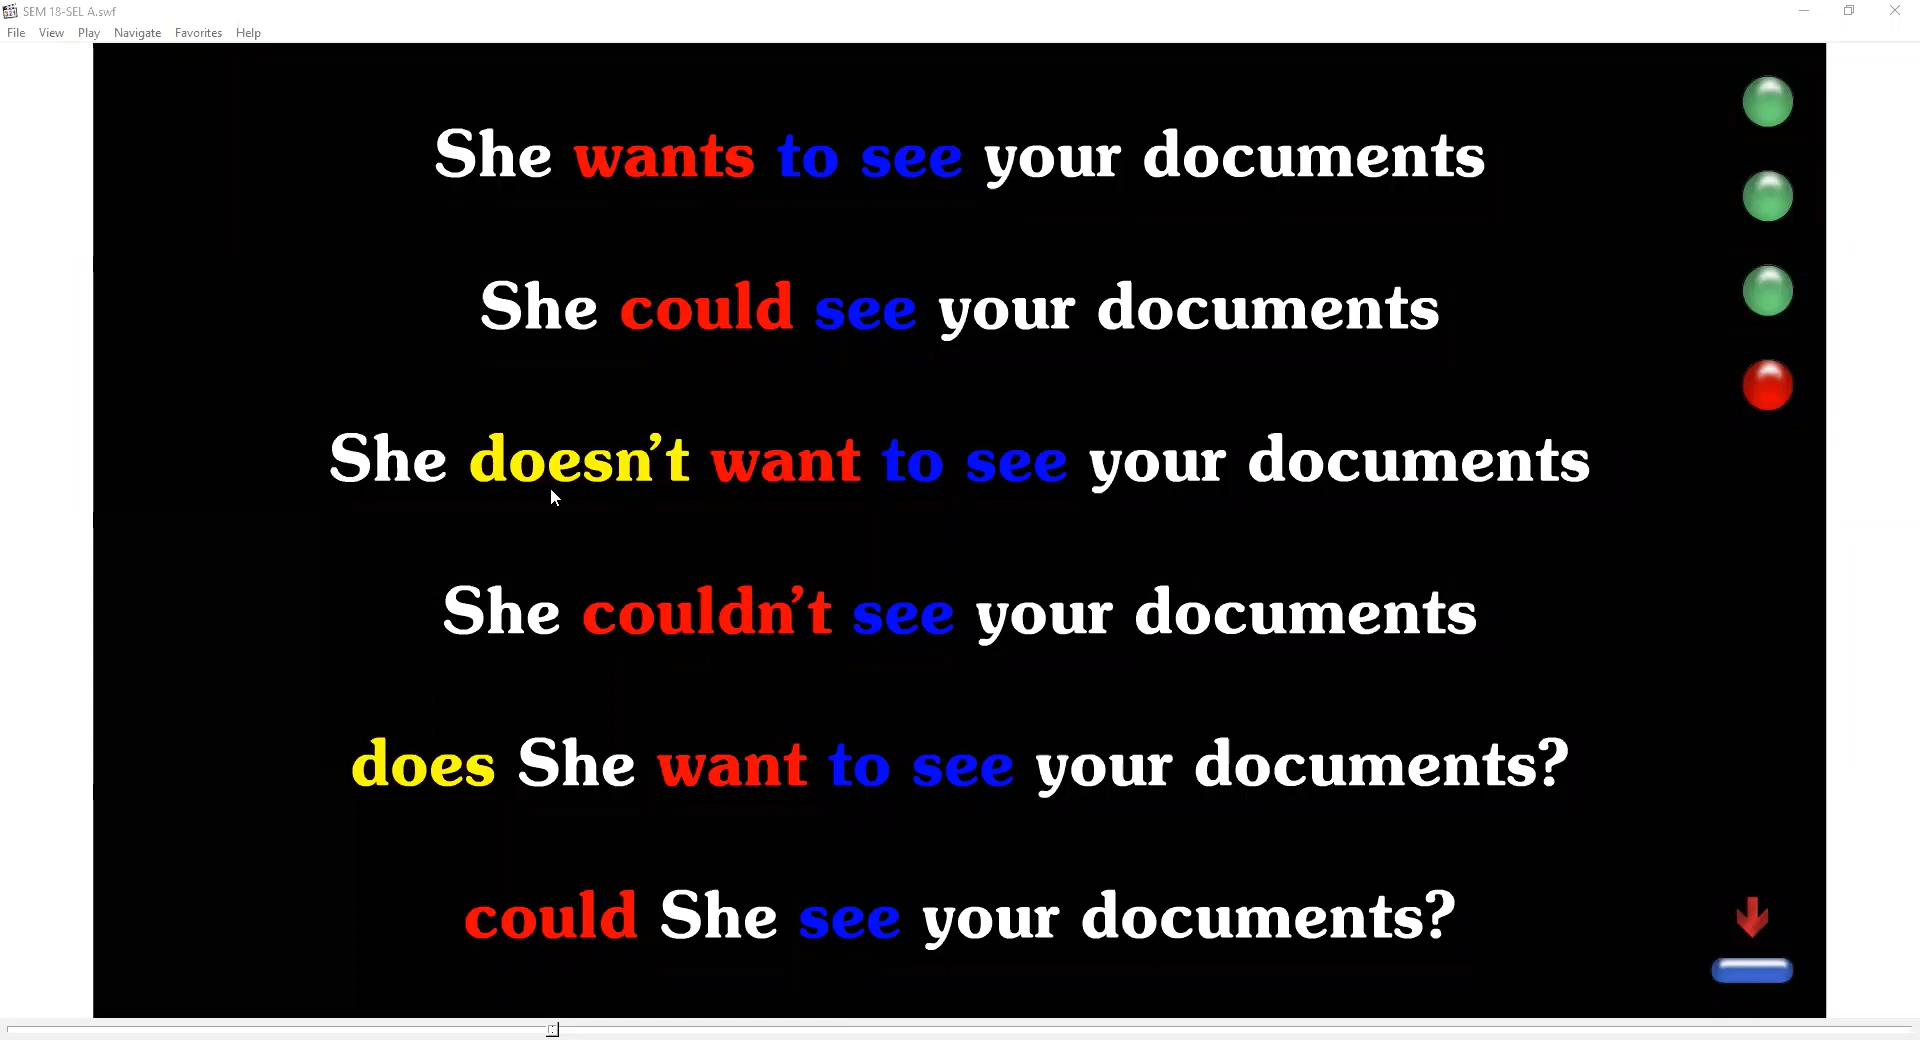 SEM 18-SEL A.swf
File View Play Navigate Favorites Help
She wants to see your documents
She could see your documents
She doesn’t want to see your documents
She couldn’t see your documents
does She want to see your documents?
could She see your documents?